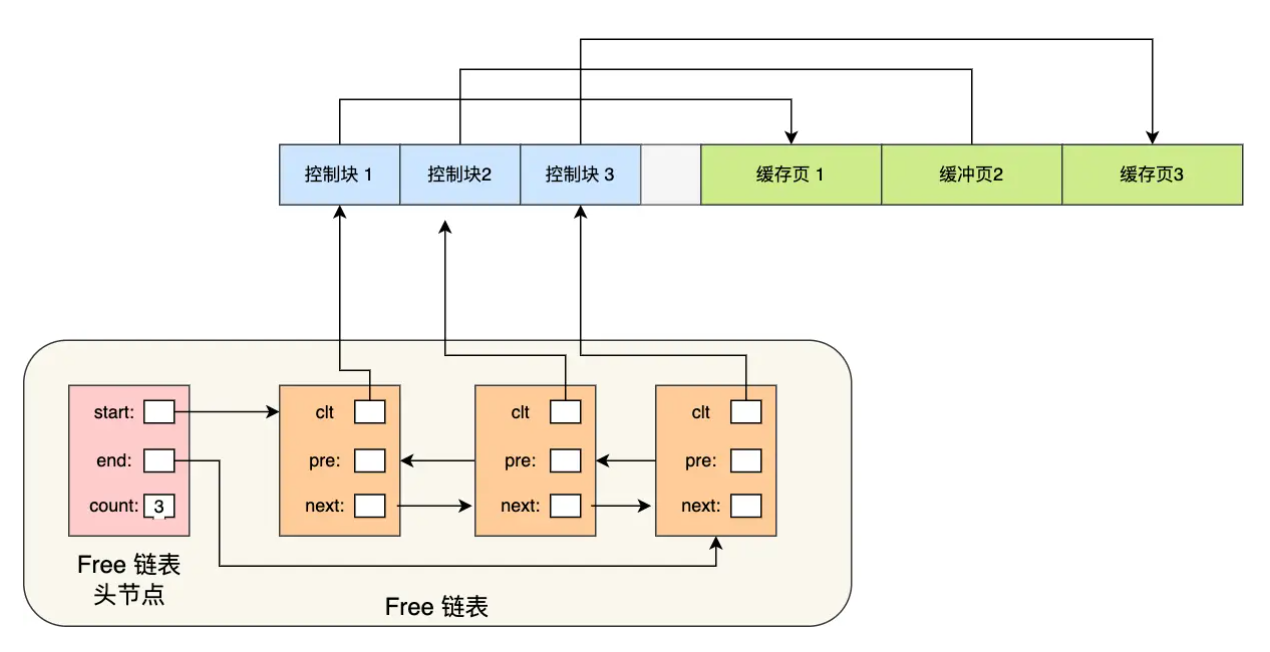 控制块 1
控制块2
控制块 3
缓存页 1
缓冲页2
缓存页3
start:
end:
count: 3
clt
pre:
next:
clt
pre:
next:
clt
pre:
next:
Free 链表
头节点
Free 链表